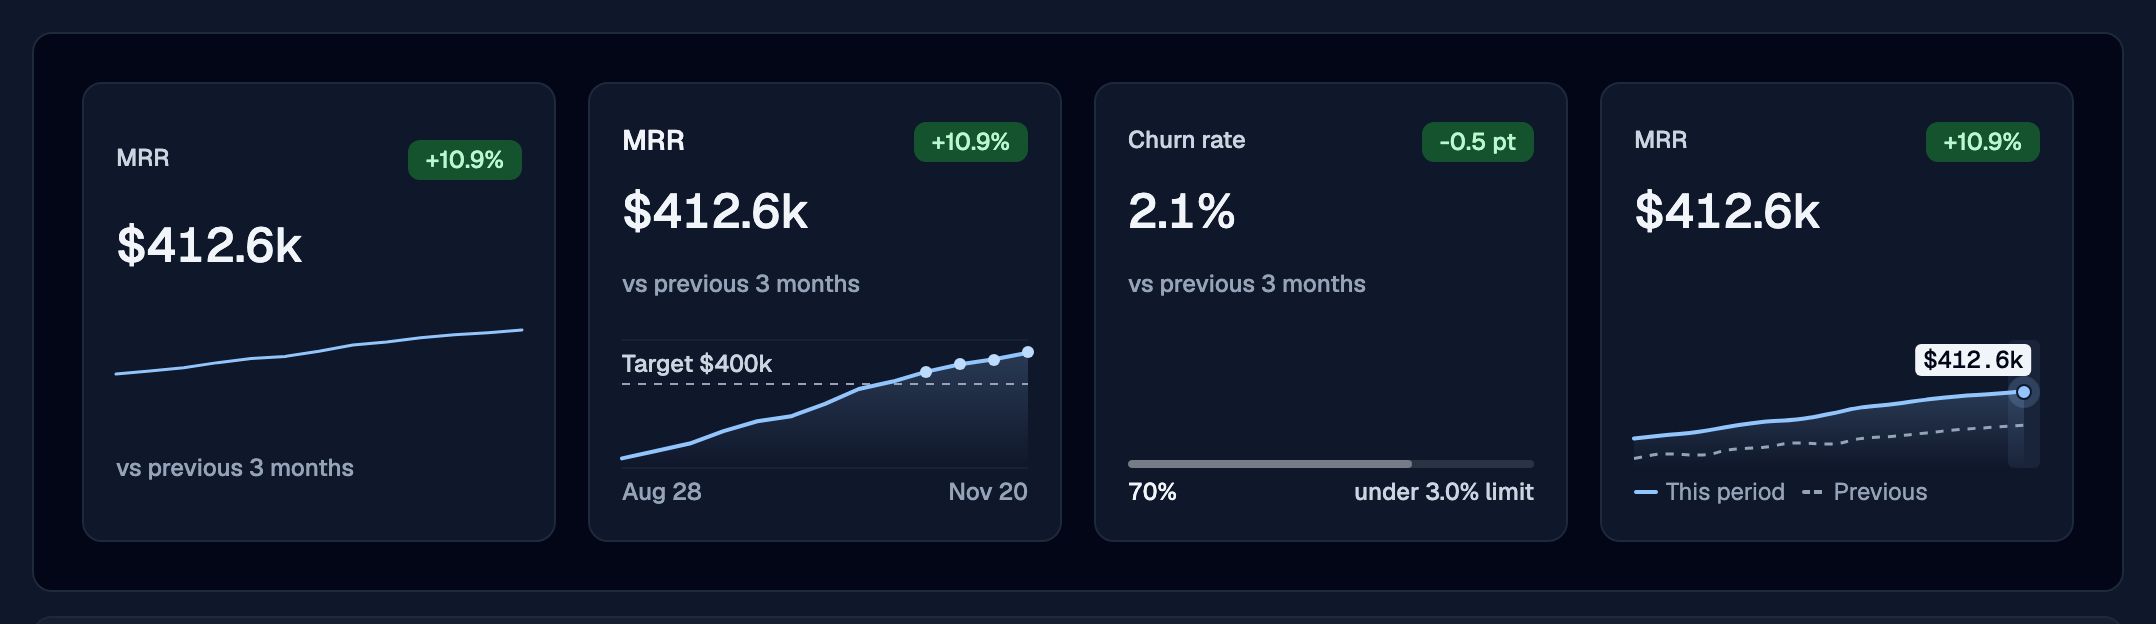 MRR
+10.9%
$412.6k
vs previous 3 months
MRR
+10.9%
$412.6k
vs previous 3 months
Target $400k
Aug 28
Nov 20
Churn rate
-0.5 pt
2.1%
vs previous 3 months
70%
under 3.0% limit
MRR
+10.9%
$412.6k
$412.6k
This period
Previous